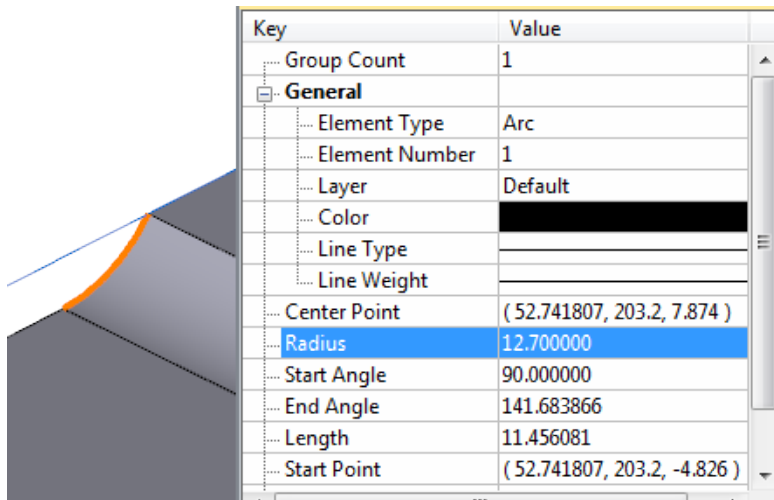 Key Value
Group Count 1
General
Element Type Arc
Element Number 1
Layer Default
Color
Line Type
Line Weight
Center Point ( 52.741807, 203.2, 7.874 )
Radius 12.700000
Start Angle 90.000000
End Angle 141.683866
Length 11.456081
Start Point ( 52.741807, 203.2, -4.826 )